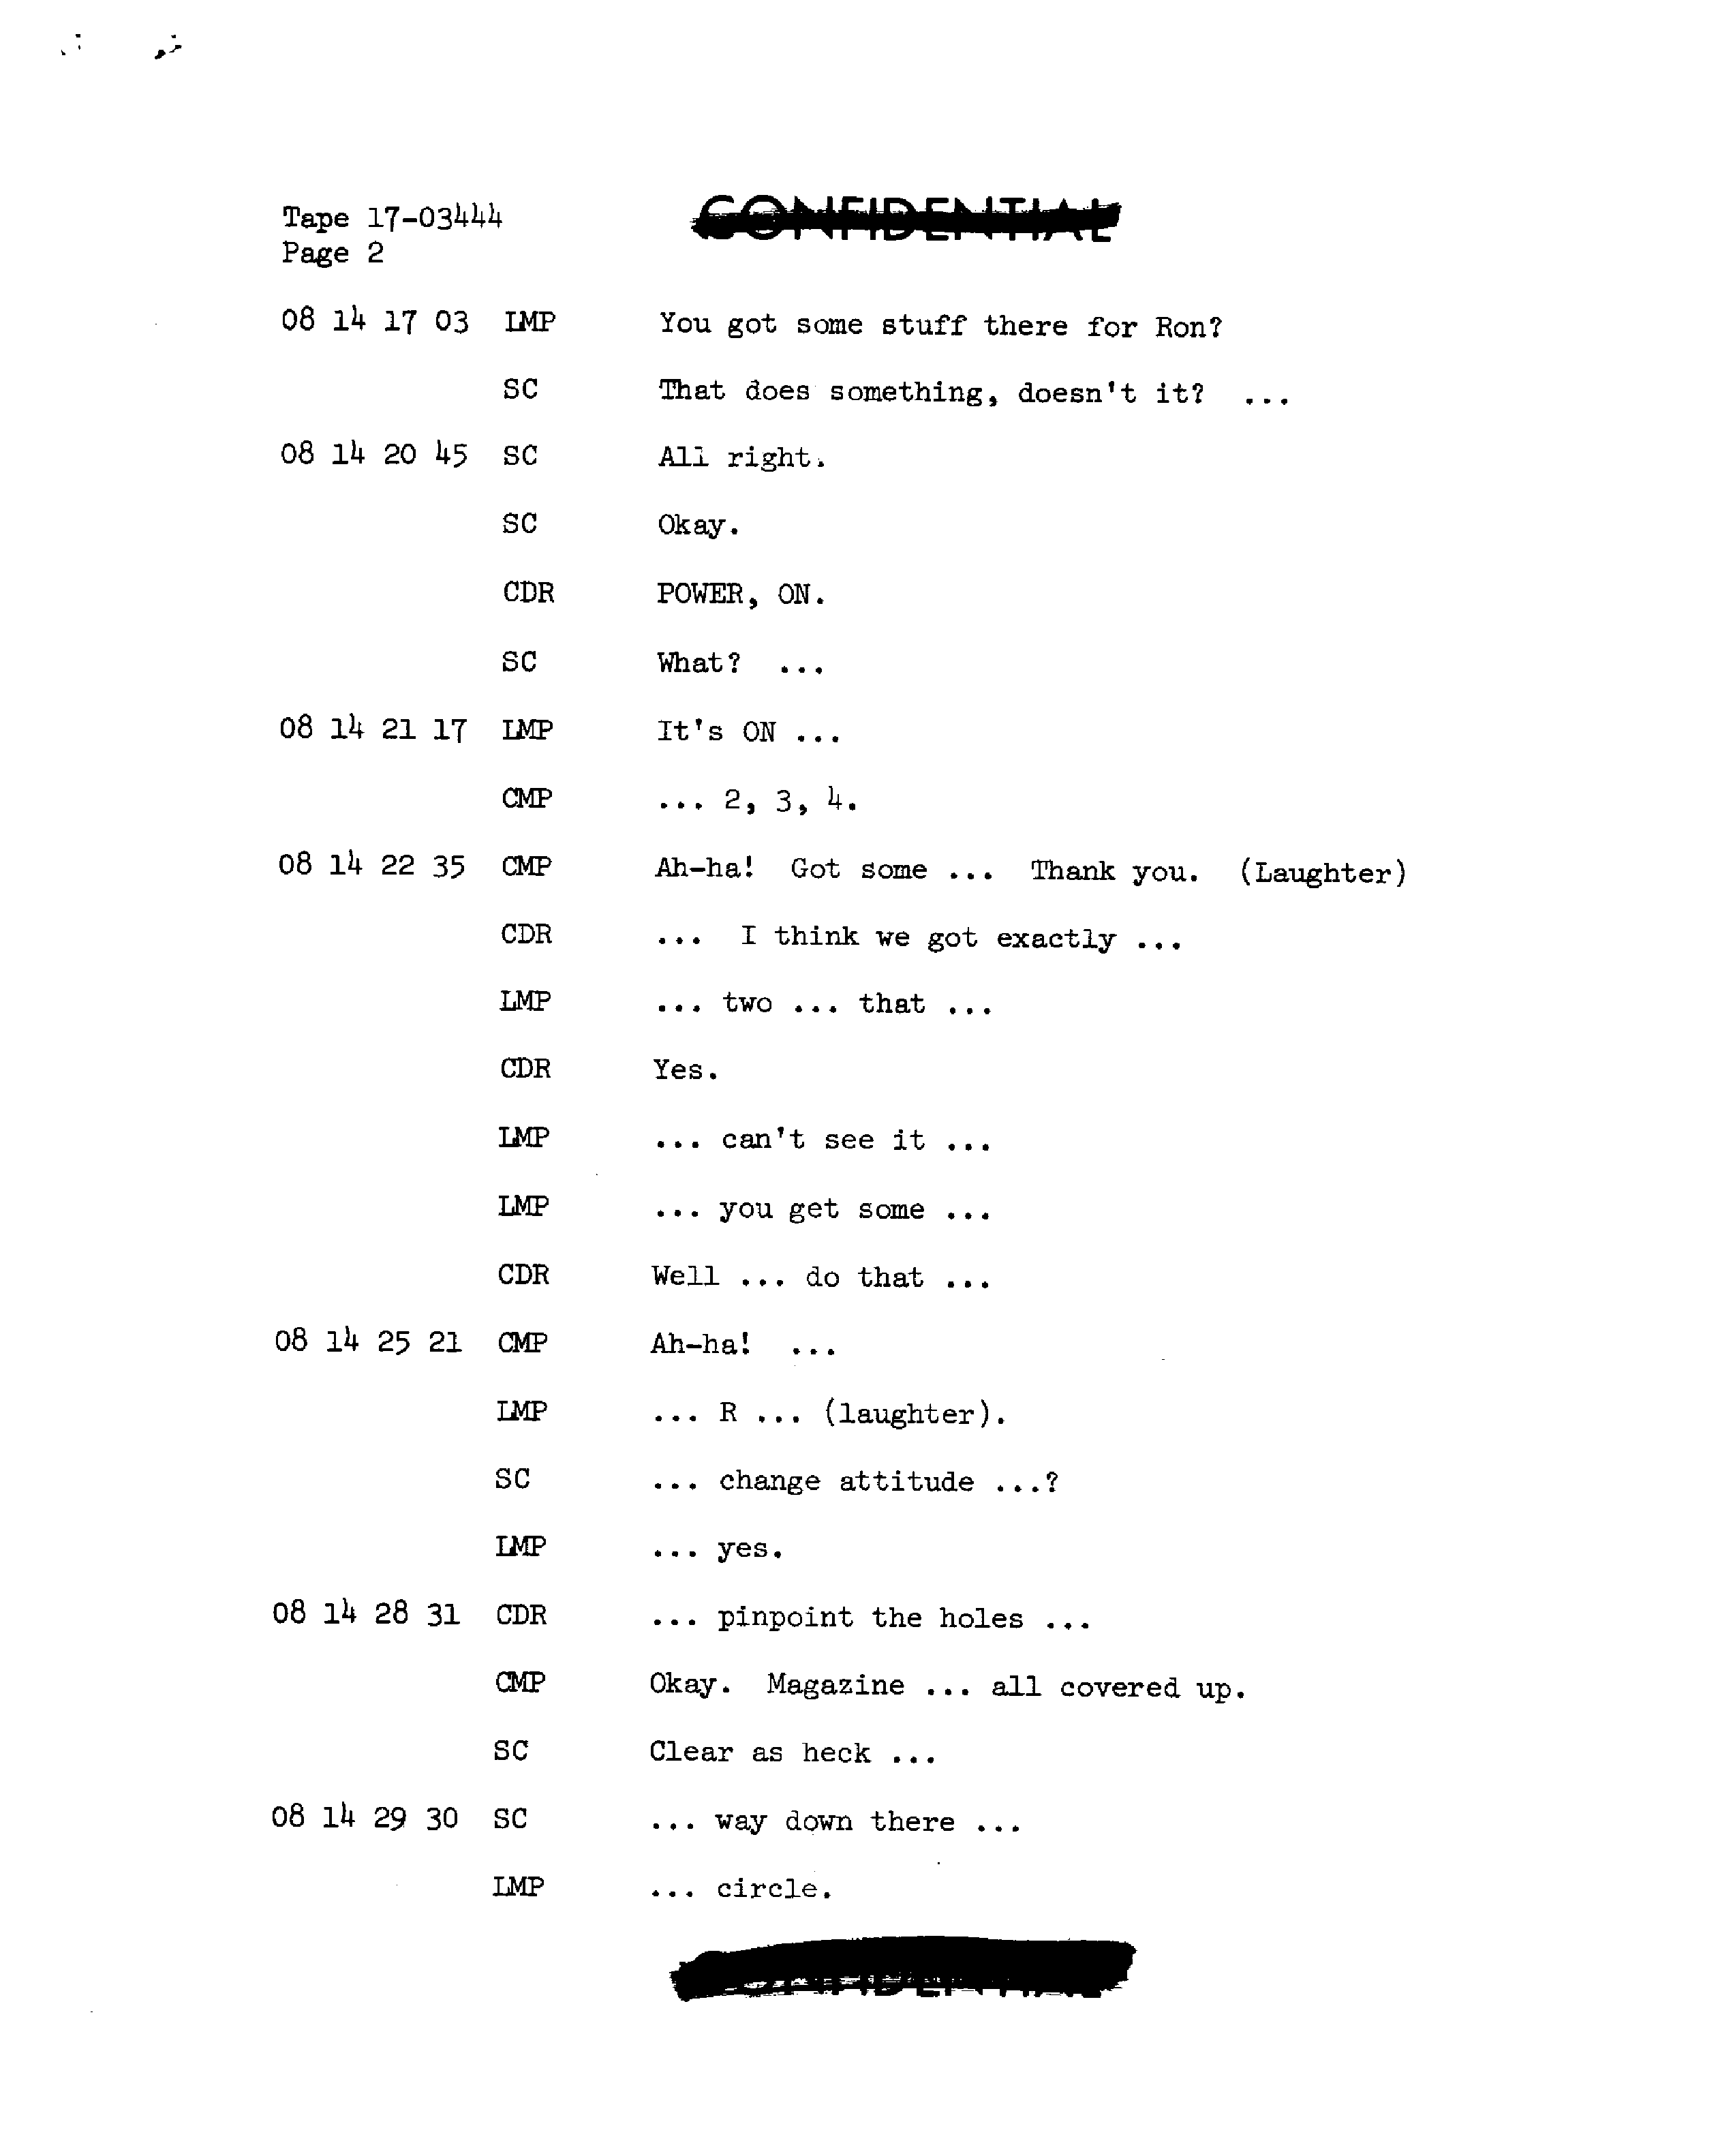 Tape 17-03444
Page 2
CONFIDENTIAL
08 14 17 03 LMP You got some stuff there for Ron?
SC That does something, doesn't it? ...
08 14 20 45 SC All right.
SC Okay.
CDR POWER, ON.
SC What? ...
08 14 21 17 LMP It's ON ...
CMP ... 2, 3, 4.
08 14 22 35 CMP Ah-ha! Got some ... Thank you. (Laughter)
CDR ... I think we got exactly ...
LMP ... two ... that ...
CDR Yes.
LMP ... can't see it ...
LMP ... you get some ...
CDR Well ... do that ...
08 14 25 21 CMP Ah-ha! ...
LMP ... R ... (laughter).
SC ... change attitude ...?
LMP ... yes.
08 14 28 31 CDR ... pinpoint the holes ...
CMP Okay. Magazine ... all covered up.
SC Clear as heck ...
08 14 29 30 SC ... way down there ...
LMP ... circle.
CONFIDENTIAL